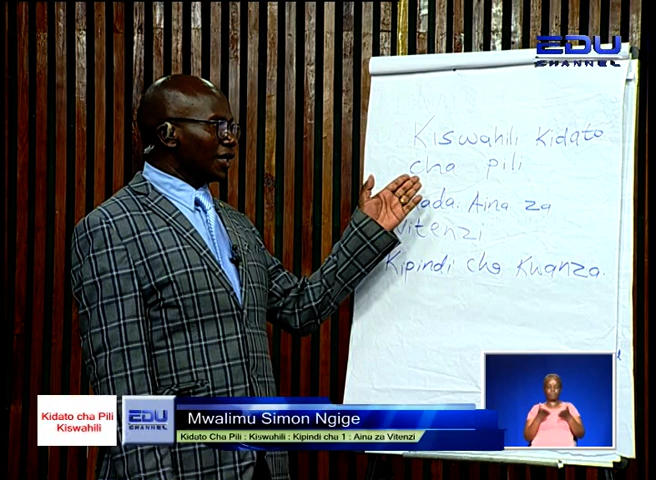 EDU
CHANNEL
Kiswahili Kidato
cha pili
Mada: Aina za
Vitenzi
Kipindi cha Kwanza.
Kidato cha Pili
Kiswahili
EDU
CHANNEL
Mwalimu Simon Ngige
Kidato Cha Pili : Kiswahili : Kipindi cha 1 : Aina za Vitenzi